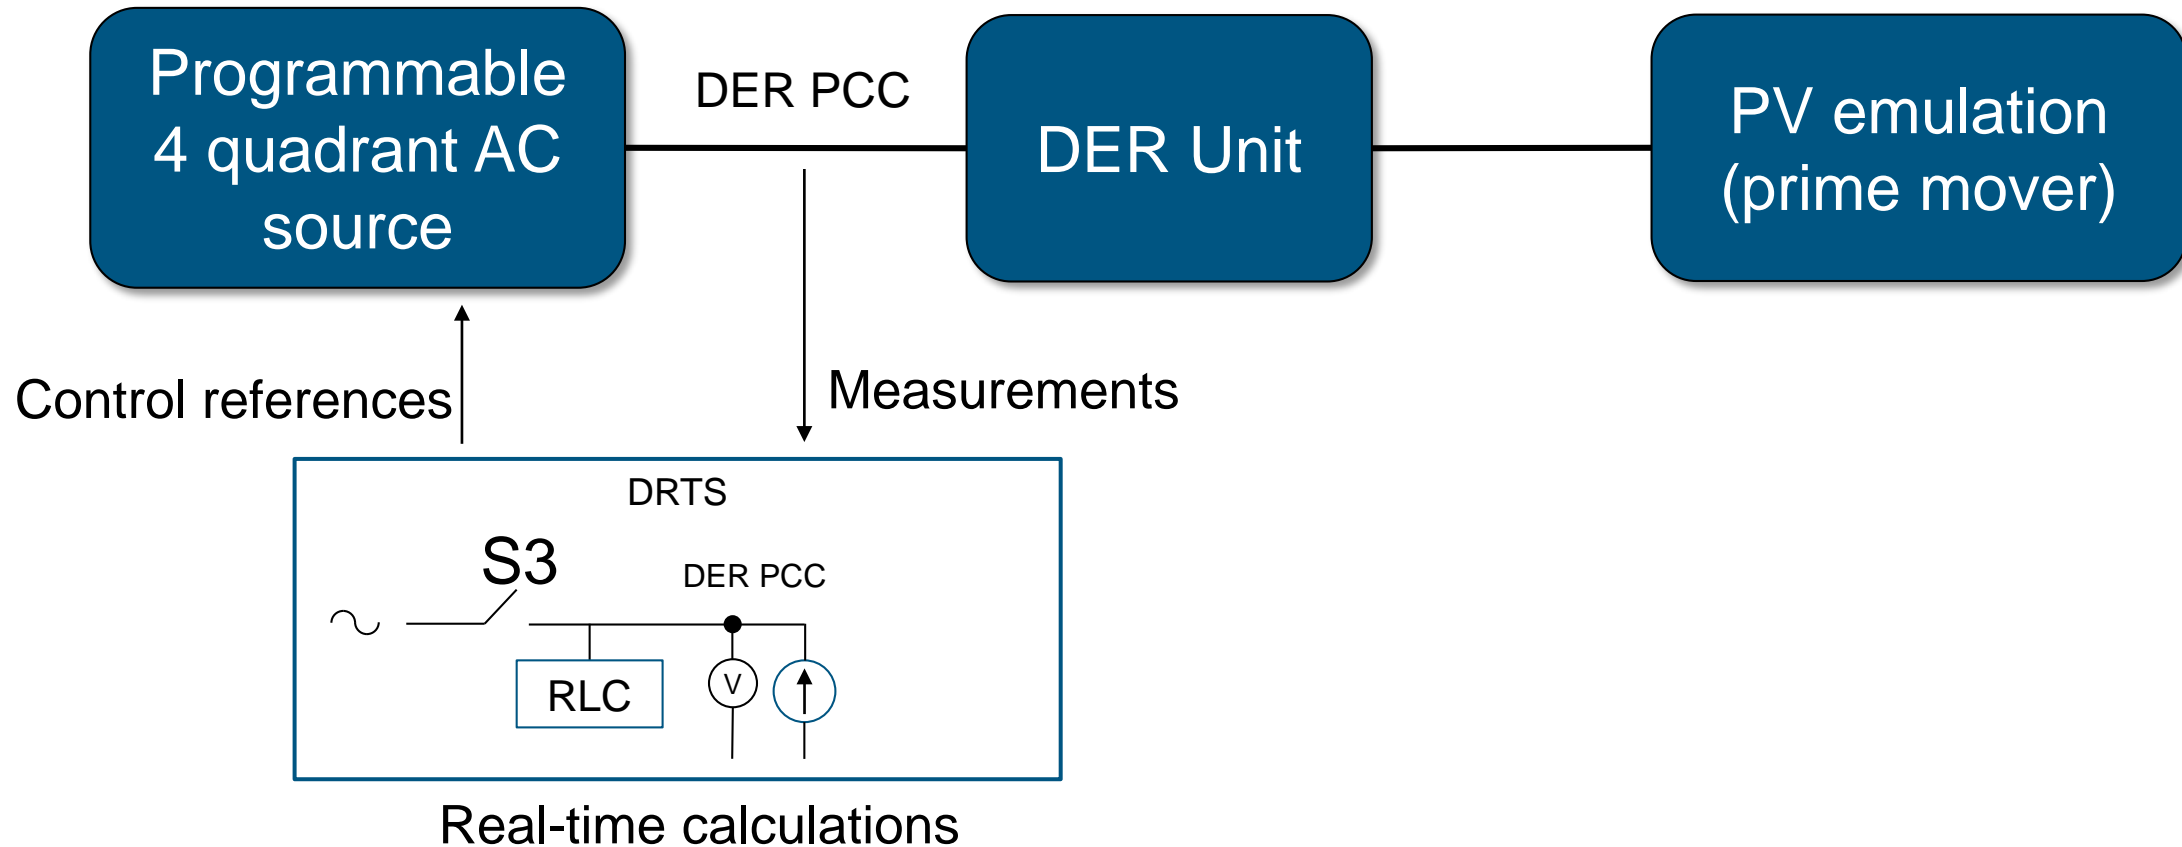 Programmable
4 quadrant AC
source
DER PCC
DER Unit
PV emulation
(prime mover)
Control references
Measurements
DRTS
S3
DER PCC
RLC
V
Real-time calculations